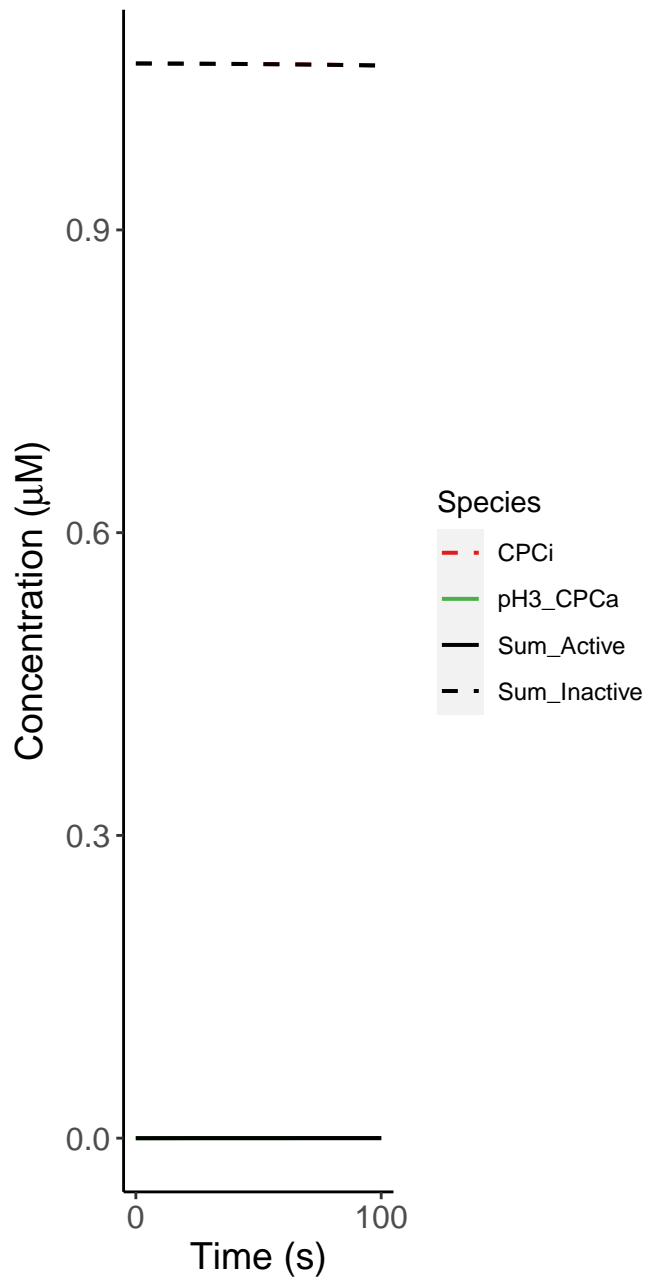 Concentration (μM)
0.9
0.6
0.3
0.0
0
100
Time (s)
Species
CPCi
pH3_CPCa
Sum_Active
Sum_Inactive